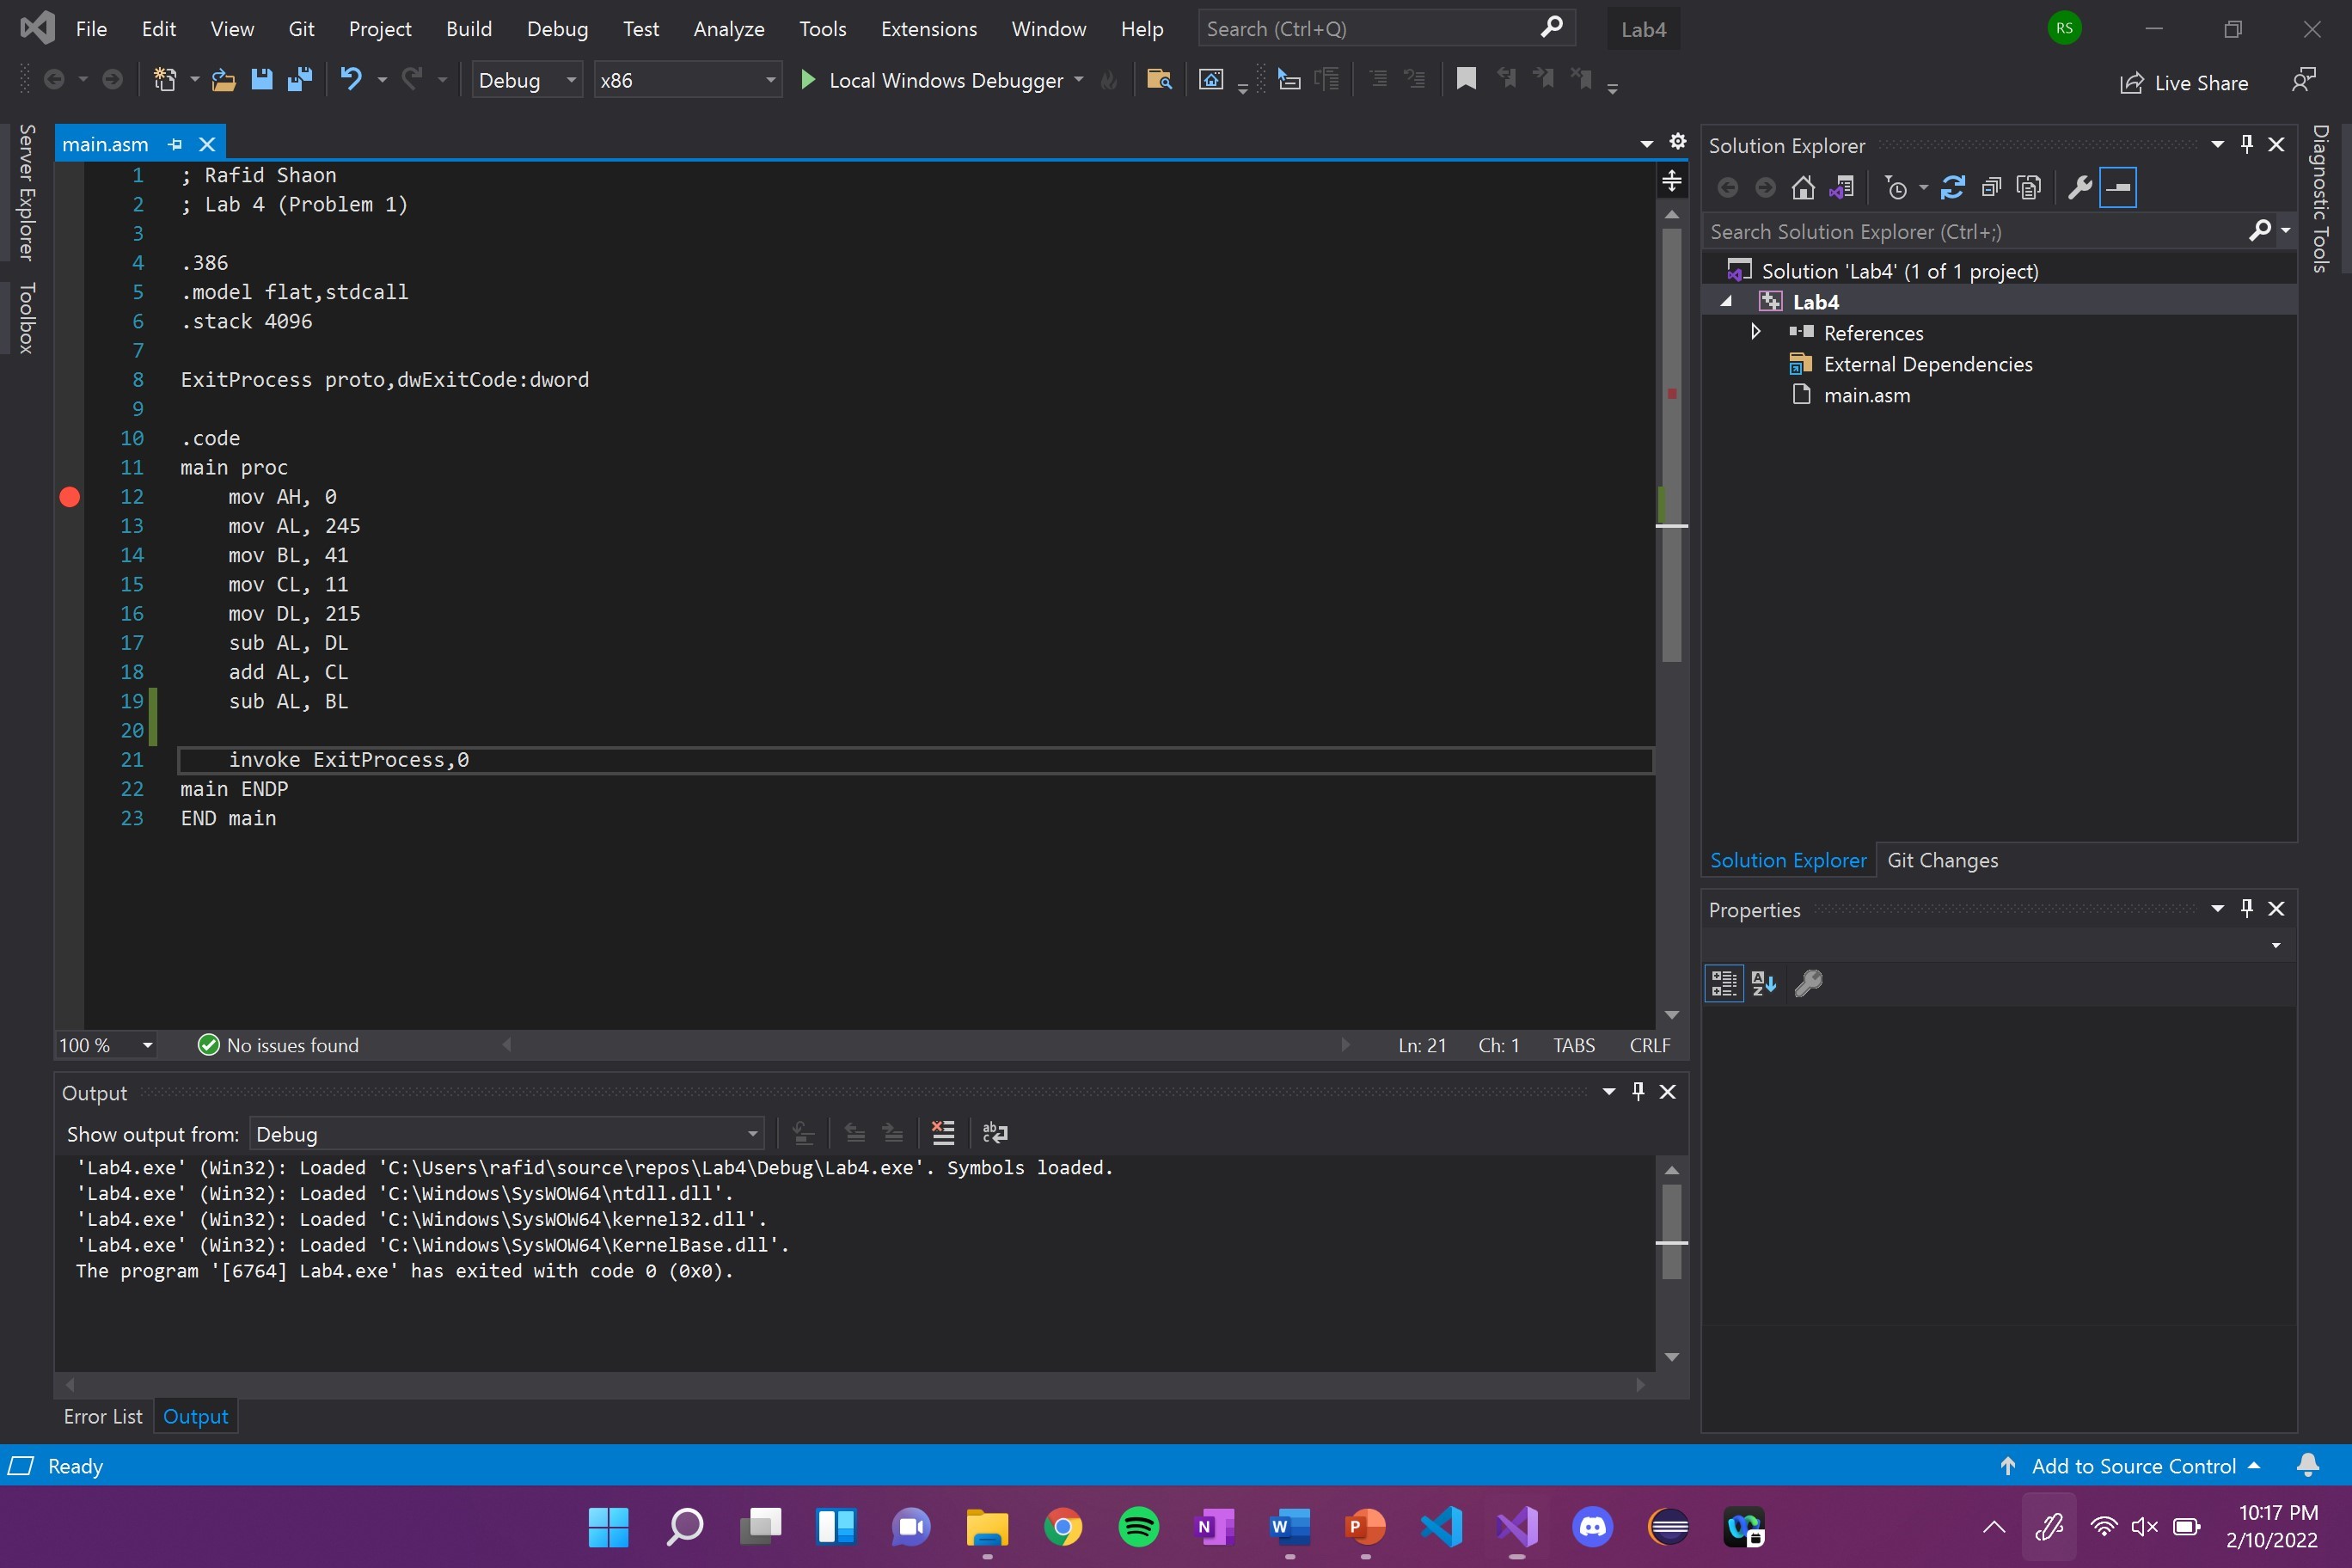 File Edit View Git Project Build Debug Test Analyze Tools Extensions Window Help Search (Ctrl+Q) Lab4 RS
Debug x86 Local Windows Debugger Live Share
Server Explorer
Toolbox
main.asm
1 ; Rafid Shaon
2 ; Lab 4 (Problem 1)
3
4 .386
5 .model flat,stdcall
6 .stack 4096
7
8 ExitProcess proto,dwExitCode:dword
9
10 .code
11 main proc
12 mov AH, 0
13 mov AL, 245
14 mov BL, 41
15 mov CL, 11
16 mov DL, 215
17 sub AL, DL
18 add AL, CL
19 sub AL, BL
20
21 invoke ExitProcess,0
22 main ENDP
23 END main
100 % No issues found Ln: 21 Ch: 1 TABS CRLF
Output
Show output from: Debug
'Lab4.exe' (Win32): Loaded 'C:\Users\rafid\source\repos\Lab4\Debug\Lab4.exe'. Symbols loaded.
'Lab4.exe' (Win32): Loaded 'C:\Windows\SysWOW64\ntdll.dll'.
'Lab4.exe' (Win32): Loaded 'C:\Windows\SysWOW64\kernel32.dll'.
'Lab4.exe' (Win32): Loaded 'C:\Windows\SysWOW64\KernelBase.dll'.
The program '[6764] Lab4.exe' has exited with code 0 (0x0).
Error List Output
Solution Explorer
Search Solution Explorer (Ctrl+;)
Solution 'Lab4' (1 of 1 project)
Lab4
References
External Dependencies
main.asm
Solution Explorer Git Changes
Properties
Diagnostic Tools
Ready Add to Source Control
10:17 PM
2/10/2022